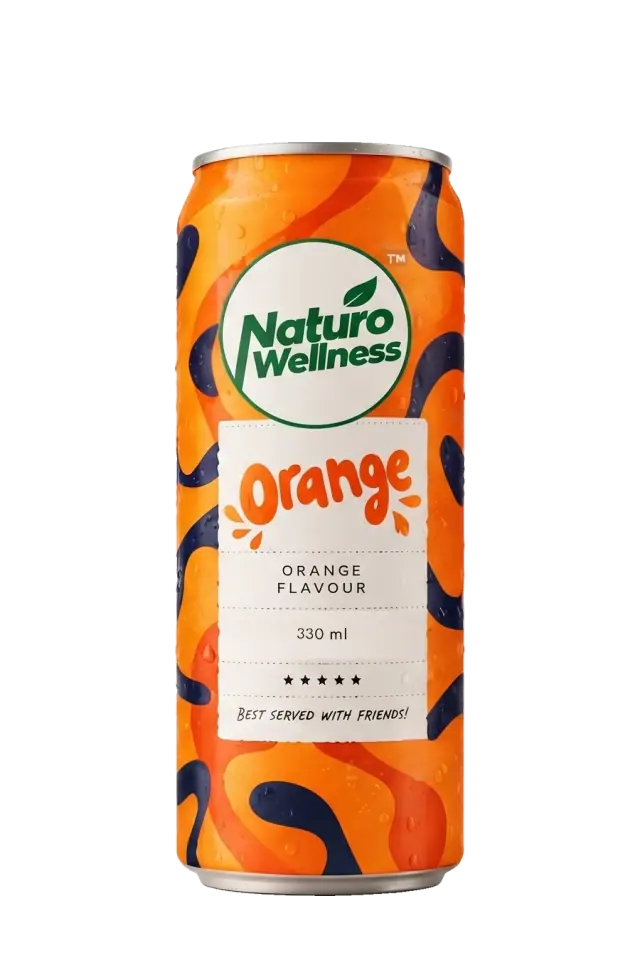 TM
Naturo
Wellness
Orange
ORANGE
FLAVOUR
330 ml
★★★★★
BEST SERVED WITH FRIENDS!